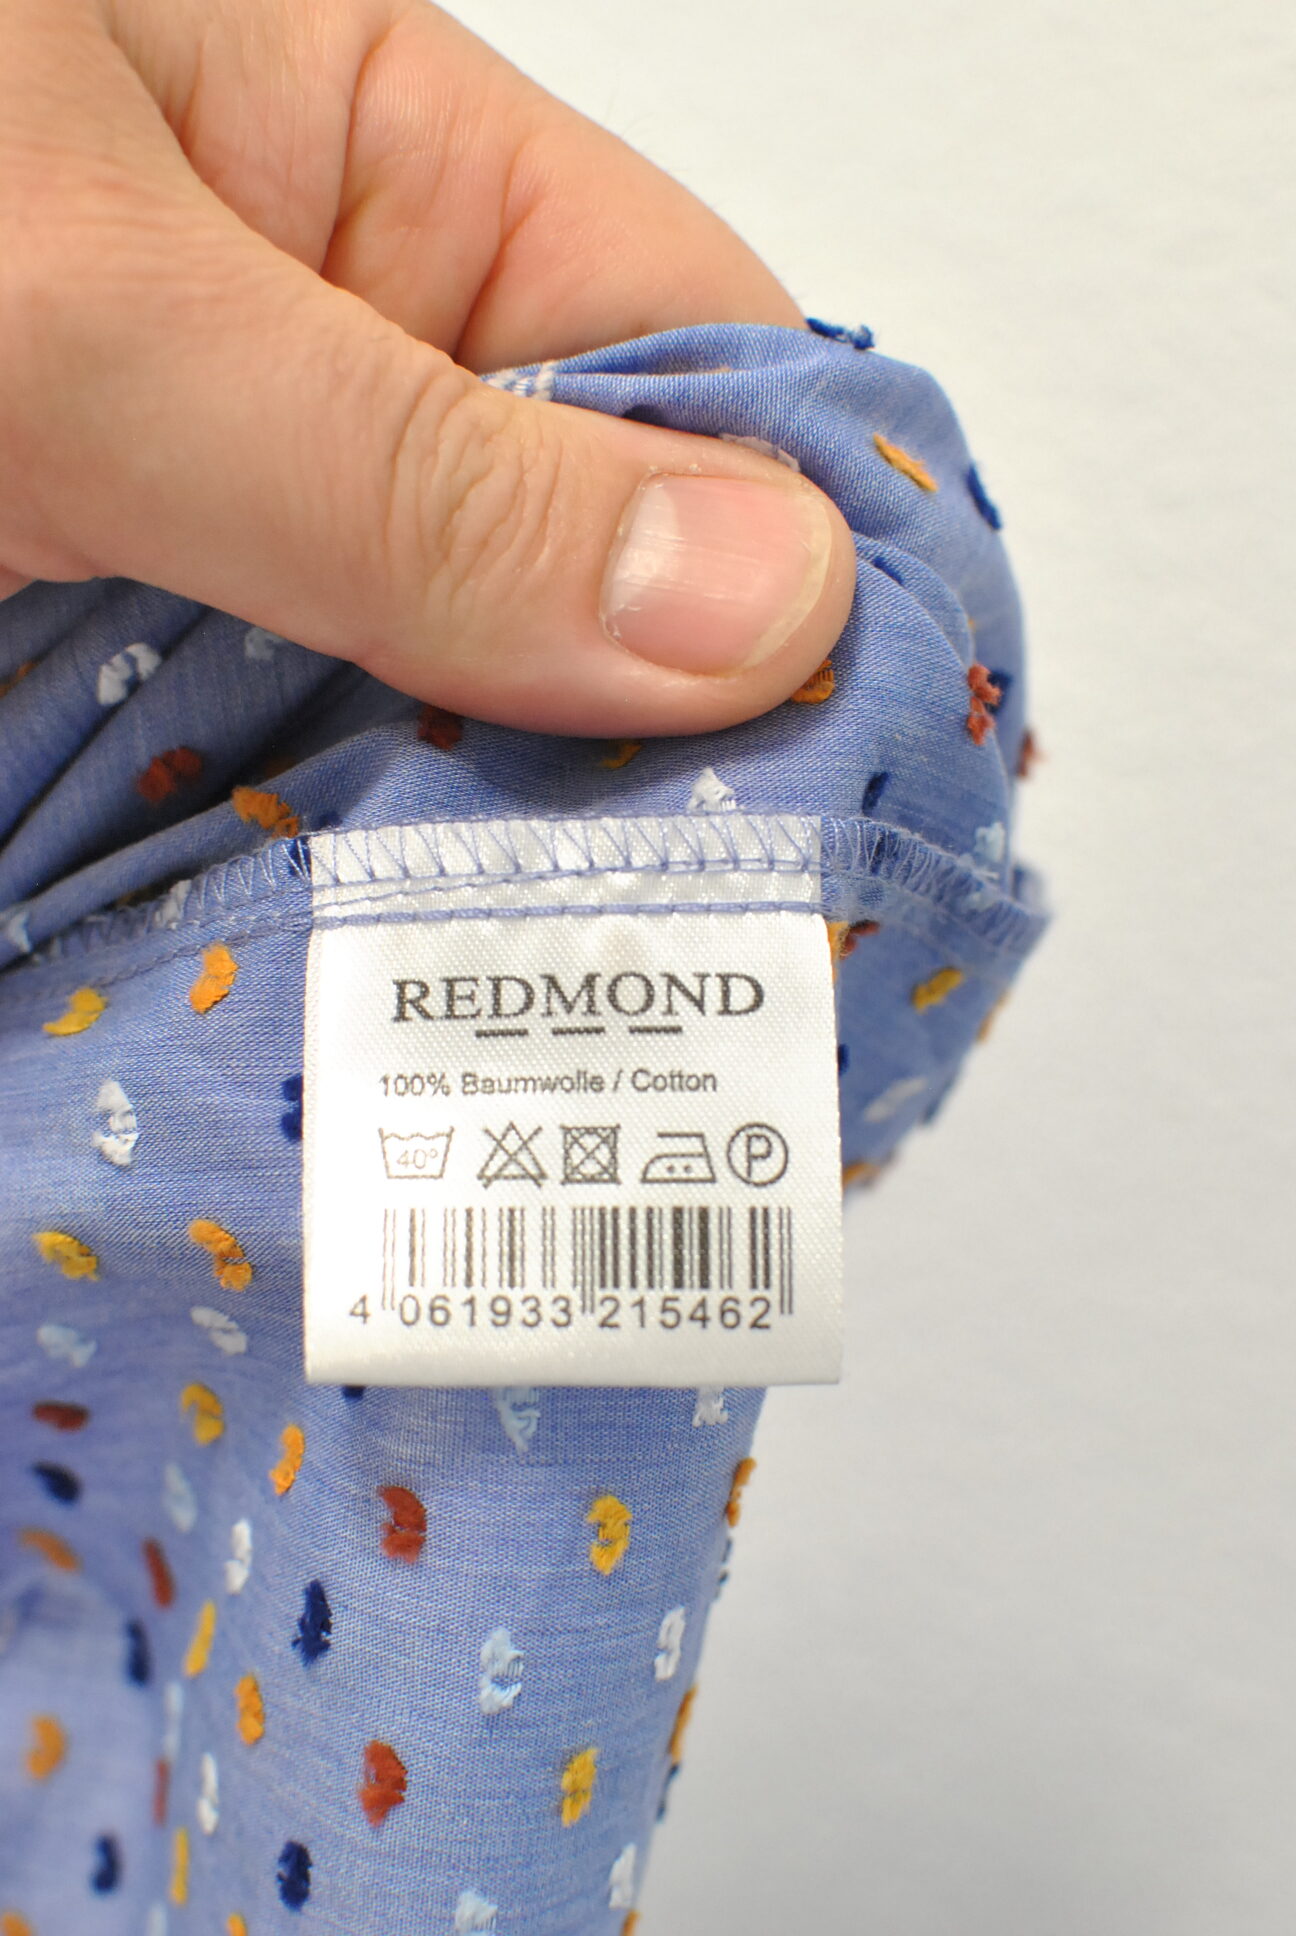 REDMOND
100% Baumwolle / Cotton
40° P
4 061933 215462